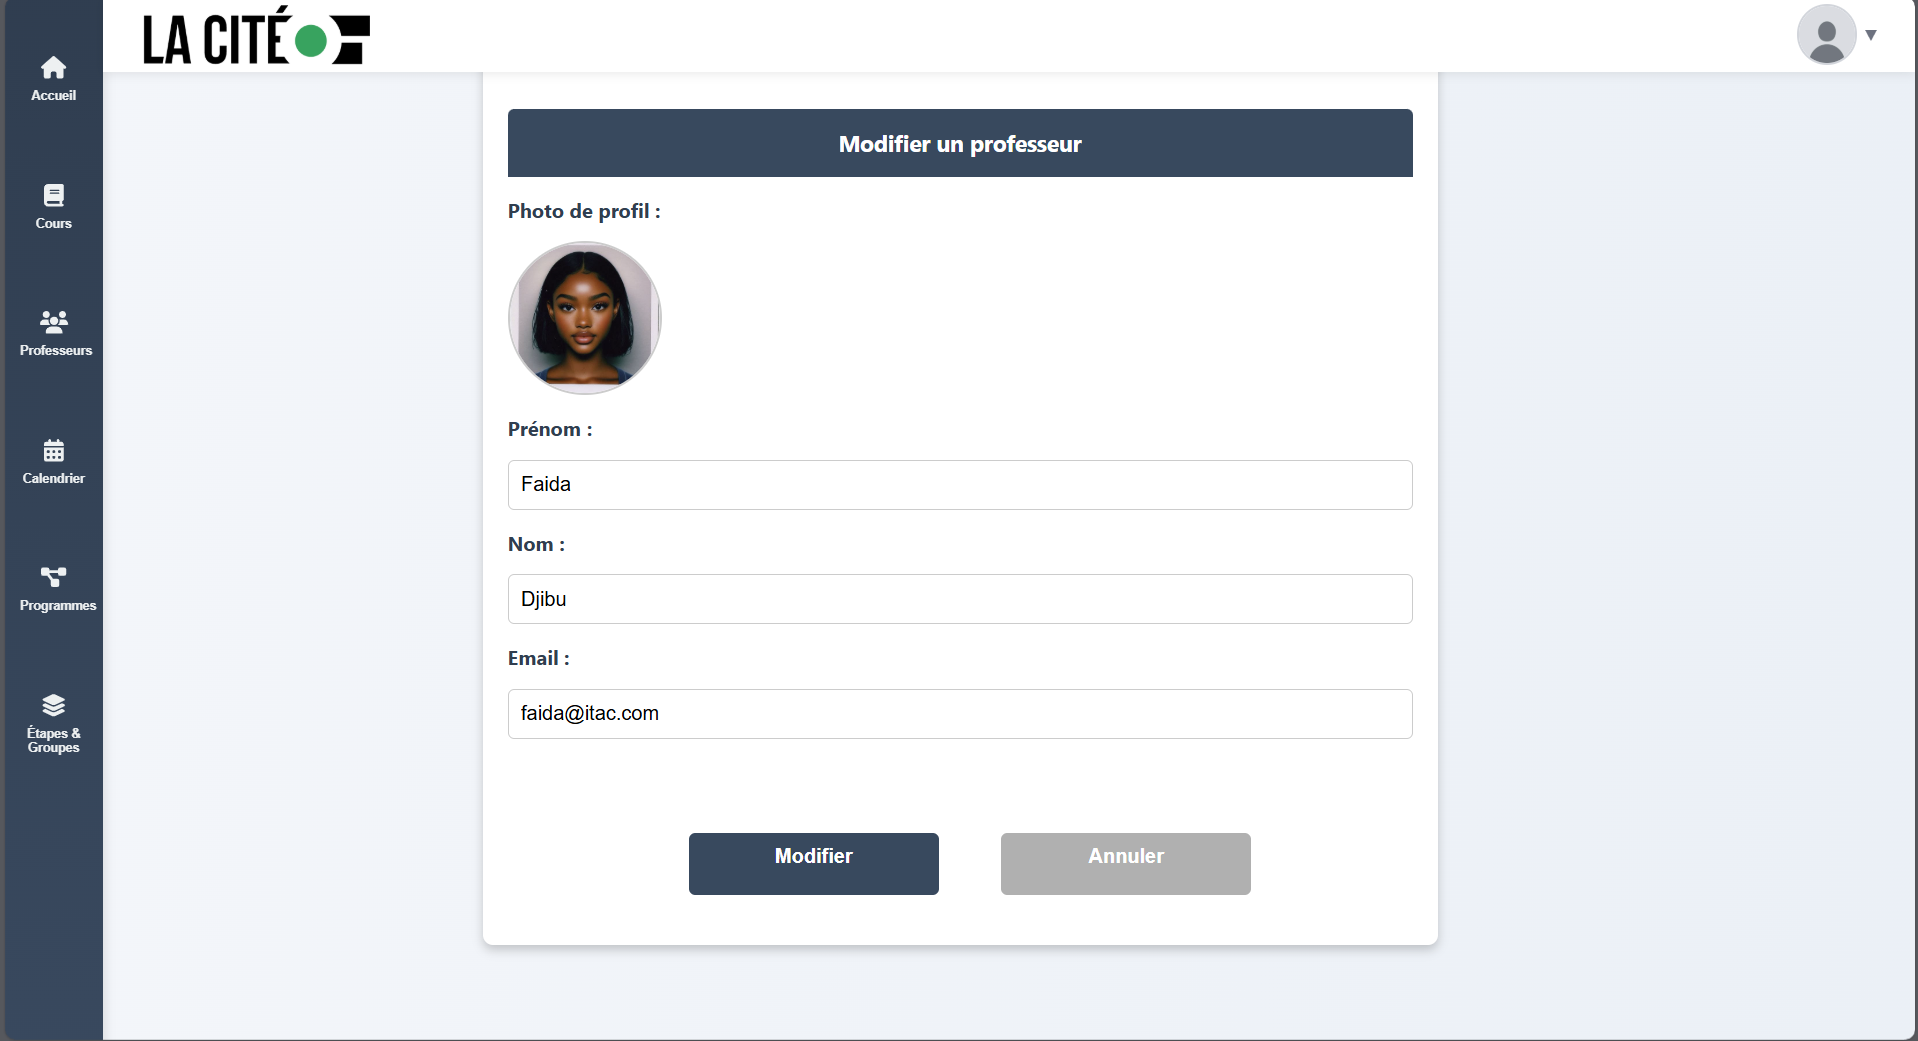 LA CITÉ
Accueil
Cours
Professeurs
Calendrier
Programmes
Étapes &
Groupes
Modifier un professeur
Photo de profil :
Prénom :
Faida
Nom :
Djibu
Email :
faida@itac.com
Modifier
Annuler